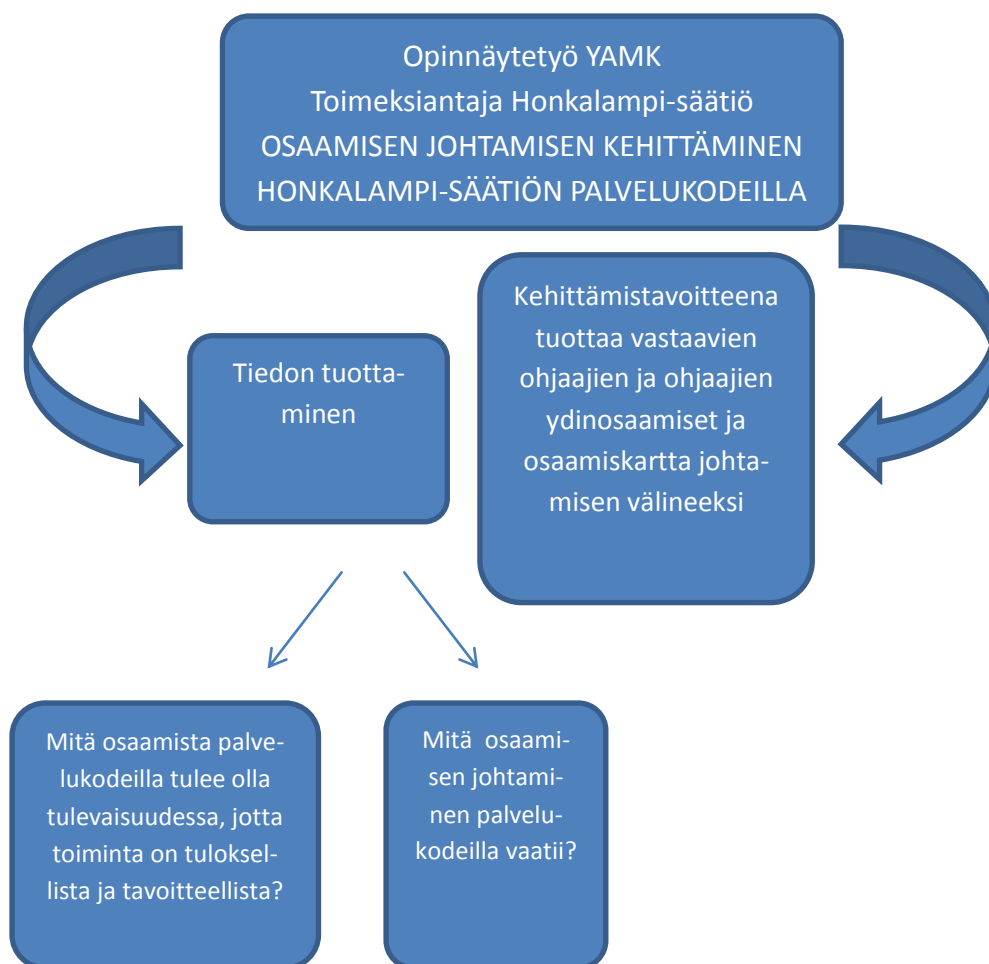 Opinnäytetyö YAMK
Toimeksiantaja Honkalampi-säätiö
OSAAMISEN JOHTAMISEN KEHITTÄMINEN
HONKALAMPI-SÄÄTIÖN PALVELUKODEILLA
Tiedon tuotta-
minen
Kehittämistavoitteena
tuottaa vastaavien
ohjaajien ja ohjaajien
ydinosaamiset ja
osaamiskartta johta-
misen välineeksi
Mitä osaamista palve-
lukodeilla tulee olla
tulevaisuudessa, jotta
toiminta on tuloksel-
lista ja tavoitteellista?
Mitä  osaami-
sen johtami-
nen palvelu-
kodeilla vaatii?